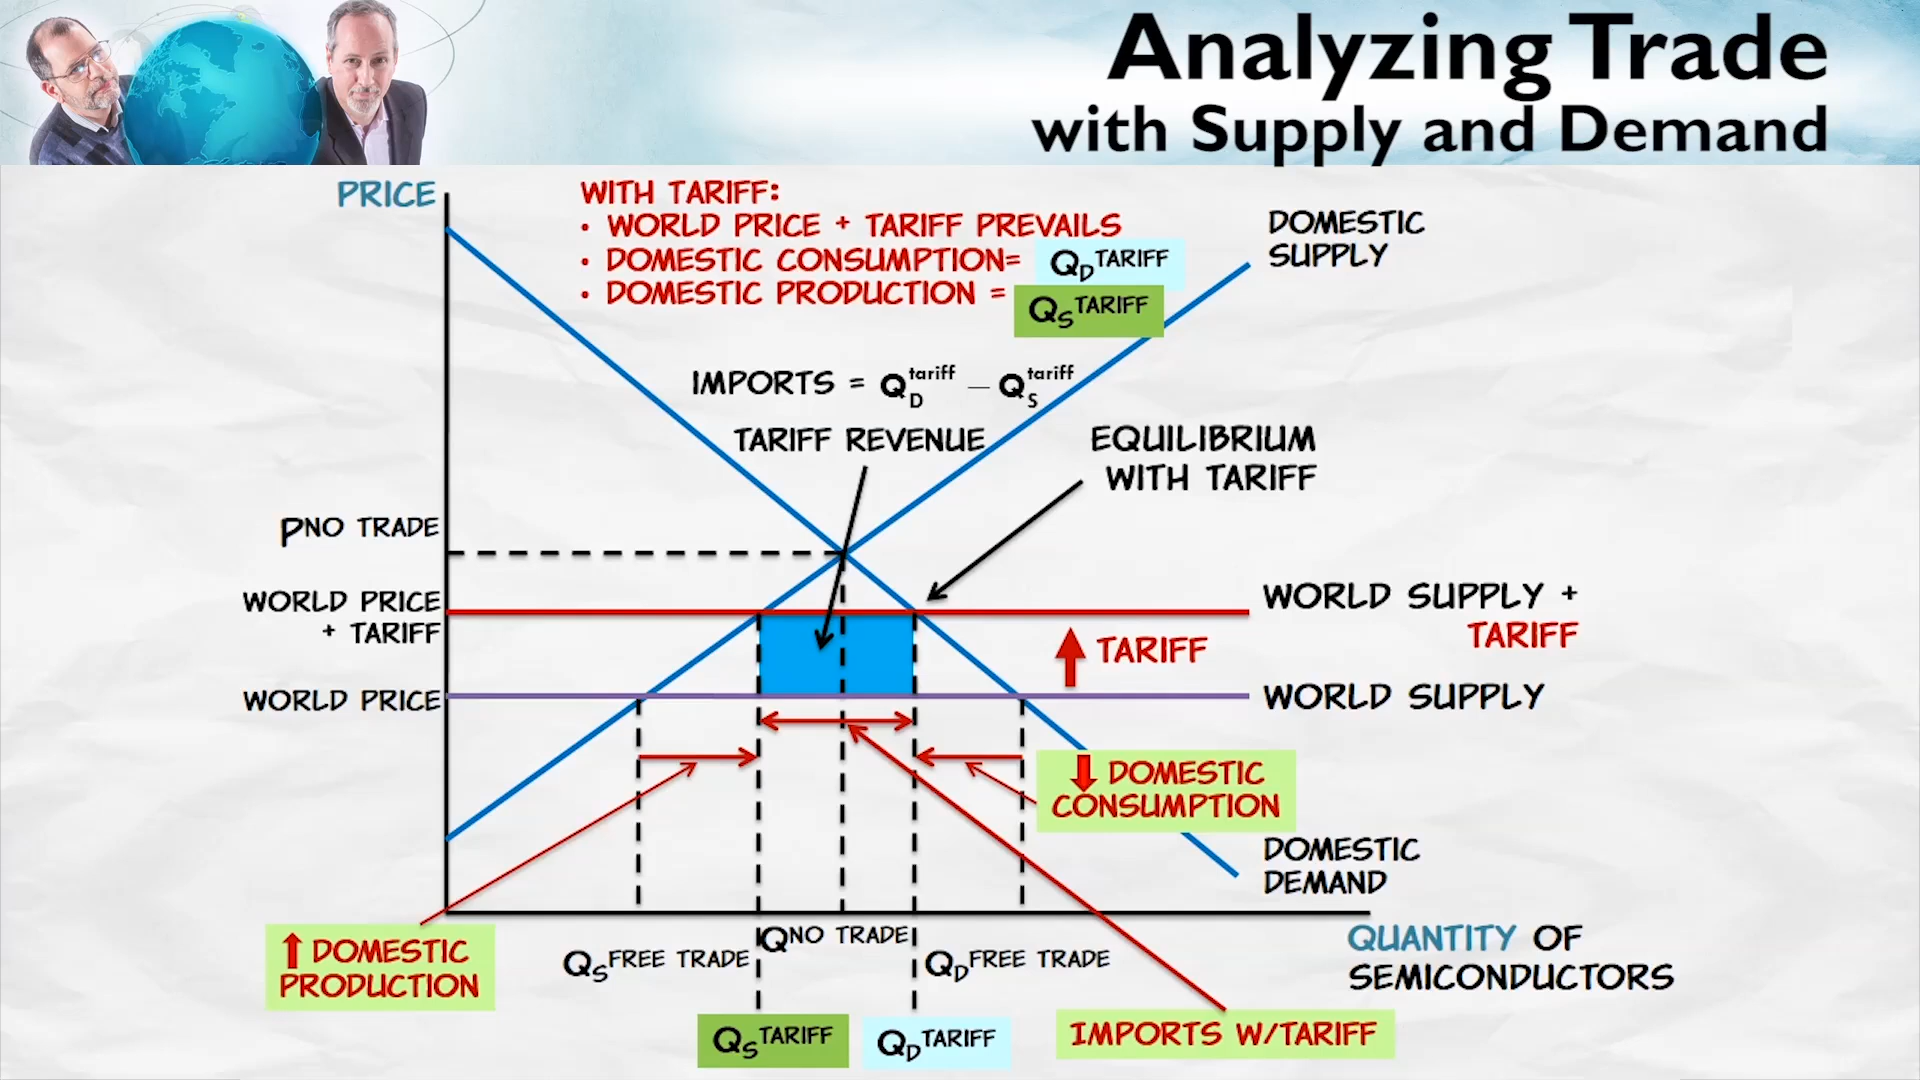 Analyzing Trade
with Supply and Demand
PRICE
WITH TARIFF:
• WORLD PRICE + TARIFF PREVAILS
• DOMESTIC CONSUMPTION= QD TARIFF
• DOMESTIC PRODUCTION = QS TARIFF
DOMESTIC
SUPPLY
IMPORTS = Q D tariff — Q S tariff
TARIFF REVENUE
EQUILIBRIUM
WITH TARIFF
PNO TRADE
WORLD PRICE
+ TARIFF
WORLD SUPPLY +
TARIFF
TARIFF
WORLD PRICE
WORLD SUPPLY
DOMESTIC
CONSUMPTION
DOMESTIC
DEMAND
DOMESTIC
PRODUCTION
QS FREE TRADE
QNO TRADE
QD FREE TRADE
QUANTITY OF
SEMICONDUCTORS
QS TARIFF
QD TARIFF
IMPORTS W/TARIFF